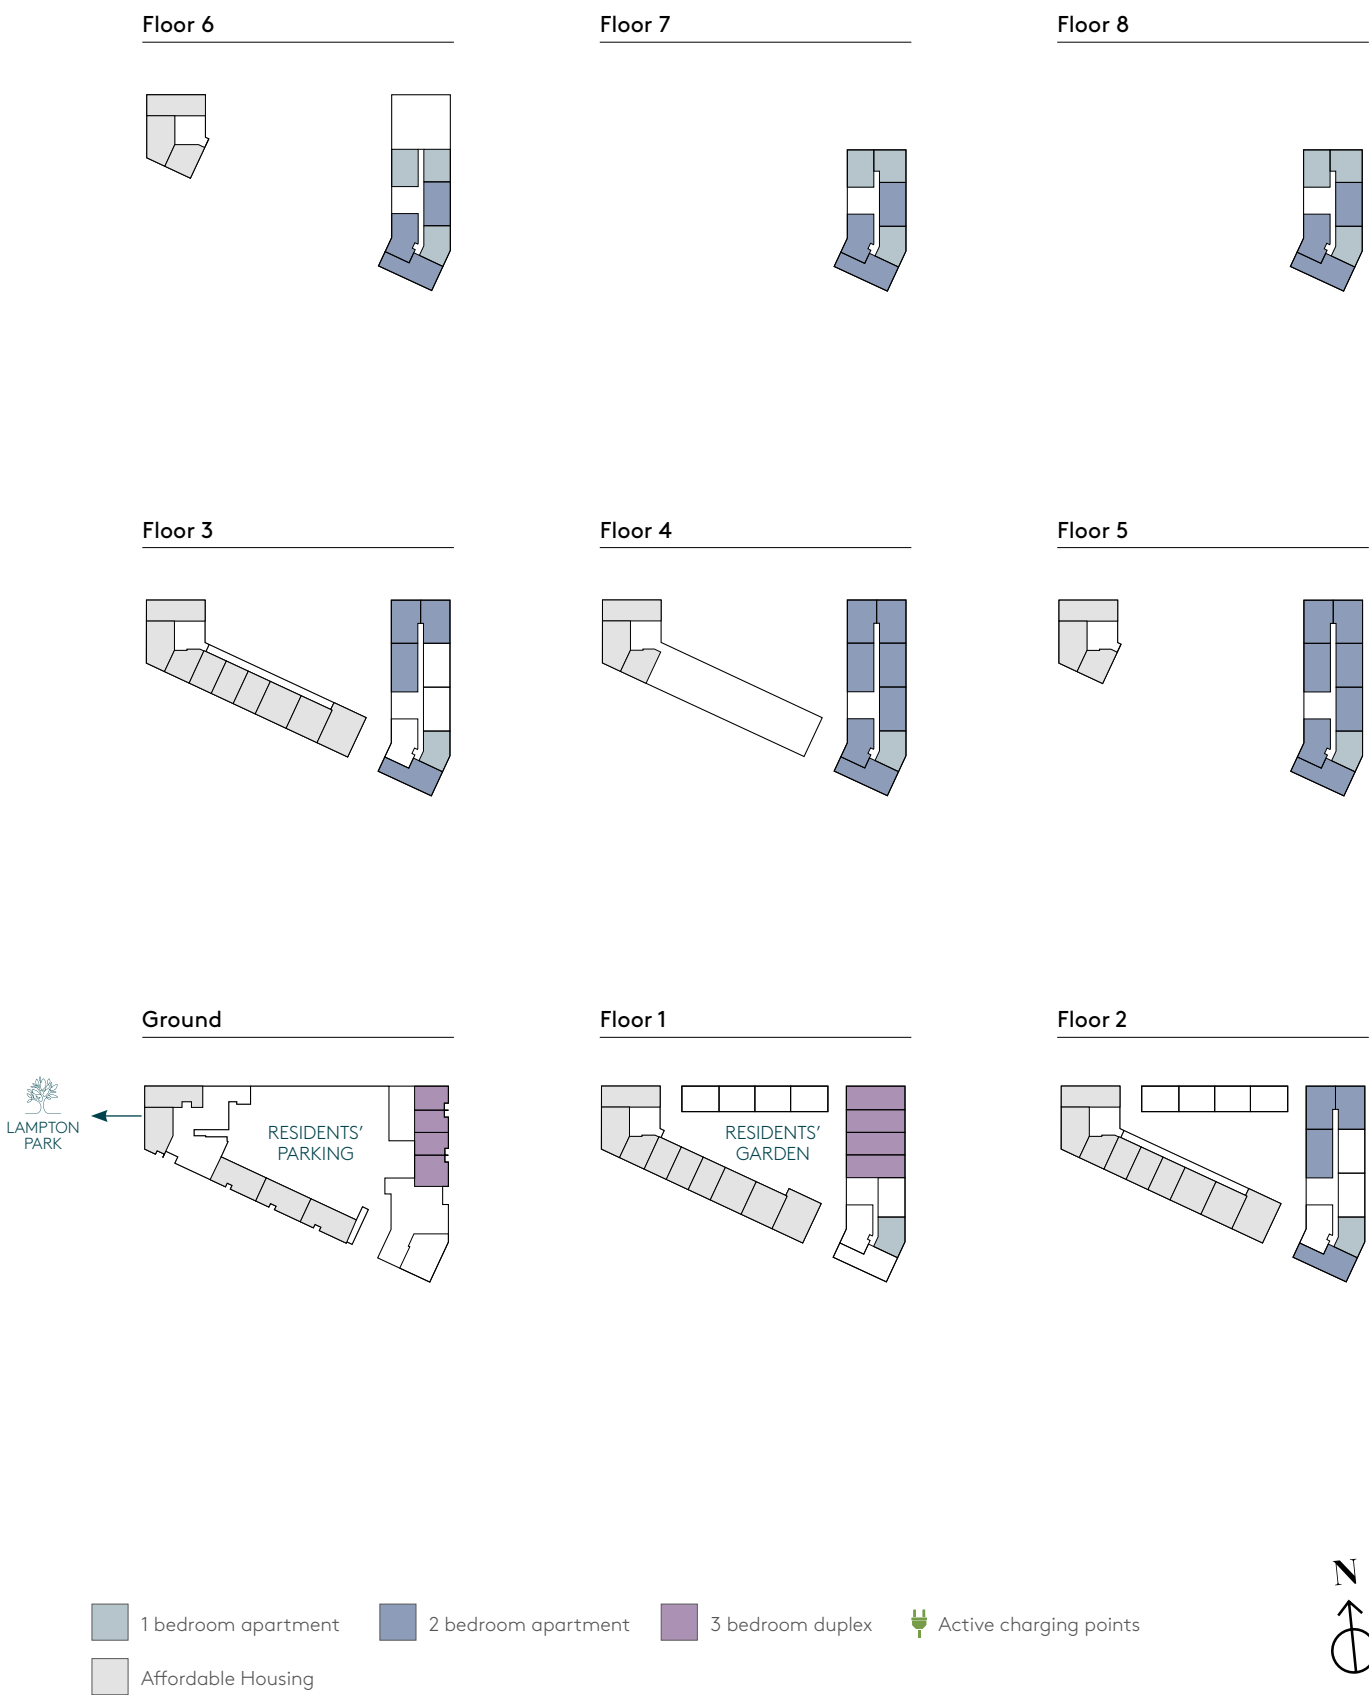 Floor 6
Floor 7
Floor 8
Floor 3
Floor 4
Floor 5
Ground
Floor 1
Floor 2
LAMPTON
PARK
RESIDENTS'
PARKING
RESIDENTS'
GARDEN
N
1 bedroom apartment
2 bedroom apartment
3 bedroom duplex
Active charging points
Affordable Housing